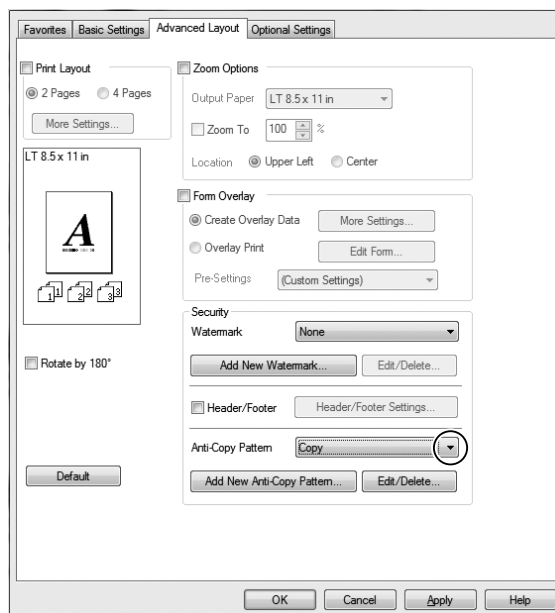 Favorites Basic Settings Advanced Layout Optional Settings
Print Layout
2 Pages 4 Pages
More Settings...
LT 8.5 x 11 in
A
1 1 2 2 3 3
Rotate by 180°
Default
Zoom Options
Output Paper LT 8.5 x 11 in
Zoom To 100 %
Location Upper Left Center
Form Overlay
Create Overlay Data More Settings...
Overlay Print Edit Form...
Pre-Settings (Custom Settings)
Security
Watermark None
Add New Watermark... Edit/Delete...
Header/Footer Header/Footer Settings...
Anti-Copy Pattern Copy
Add New Anti-Copy Pattern... Edit/Delete...
OK Cancel Apply Help